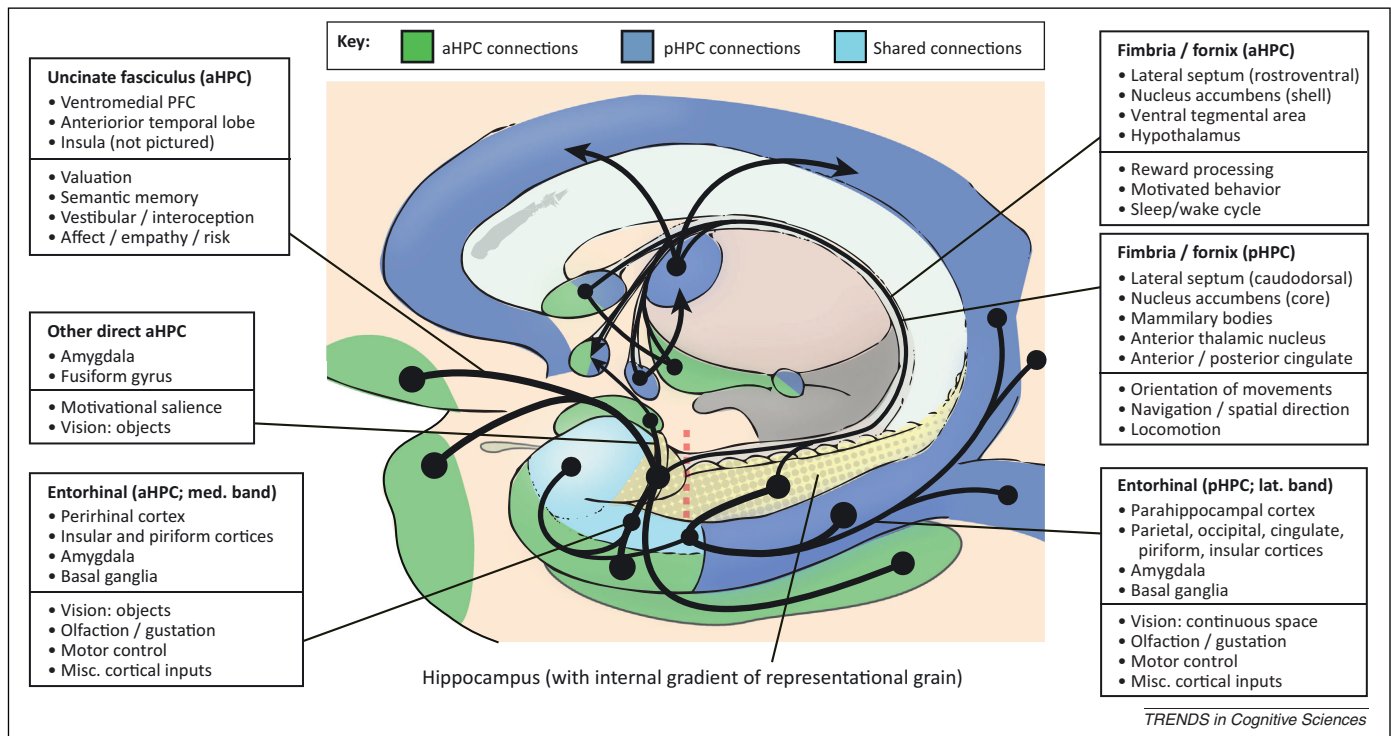 Key: aHPC connections pHPC connections Shared connections
Uncinate fasciculus (aHPC)
• Ventromedial PFC
• Anteriorior temporal lobe
• Insula (not pictured)
• Valuation
• Semantic memory
• Vestibular / interoception
• Affect / empathy / risk
Other direct aHPC
• Amygdala
• Fusiform gyrus
• Motivational salience
• Vision: objects
Entorhinal (aHPC; med. band)
• Perirhinal cortex
• Insular and piriform cortices
• Amygdala
• Basal ganglia
• Vision: objects
• Olfaction / gustation
• Motor control
• Misc. cortical inputs
Fimbria / fornix (aHPC)
• Lateral septum (rostroventral)
• Nucleus accumbens (shell)
• Ventral tegmental area
• Hypothalamus
• Reward processing
• Motivated behavior
• Sleep/wake cycle
Fimbria / fornix (pHPC)
• Lateral septum (caudodorsal)
• Nucleus accumbens (core)
• Mammilary bodies
• Anterior thalamic nucleus
• Anterior / posterior cingulate
• Orientation of movements
• Navigation / spatial direction
• Locomotion
Entorhinal (pHPC; lat. band)
• Parahippocampal cortex
• Parietal, occipital, cingulate,
piriform, insular cortices
• Amygdala
• Basal ganglia
• Vision: continuous space
• Olfaction / gustation
• Motor control
• Misc. cortical inputs
Hippocampus (with internal gradient of representational grain)
TRENDS in Cognitive Sciences